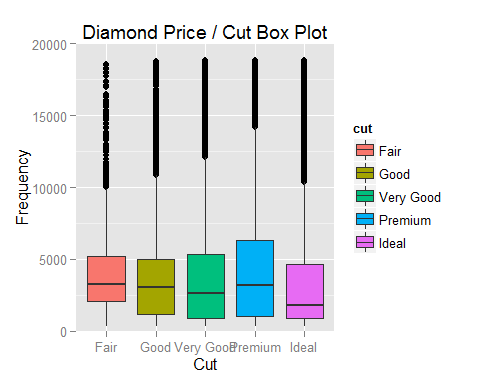 Diamond Price / Cut Box Plot
Frequency
20000
15000
10000
5000
0
Fair Good Very Good Premium Ideal
Cut
cut
Fair
Good
Very Good
Premium
Ideal